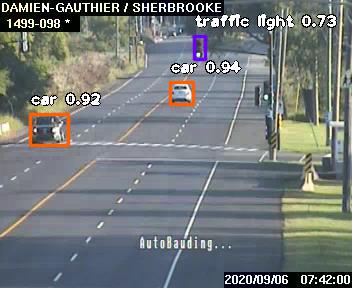 DAMIEN-GAUTHIER / SHERBROOKE
1499-098 *
traffic light 0.73
car 0.94
car 0.92
AutoBauding...
2020/09/06 07:42:00